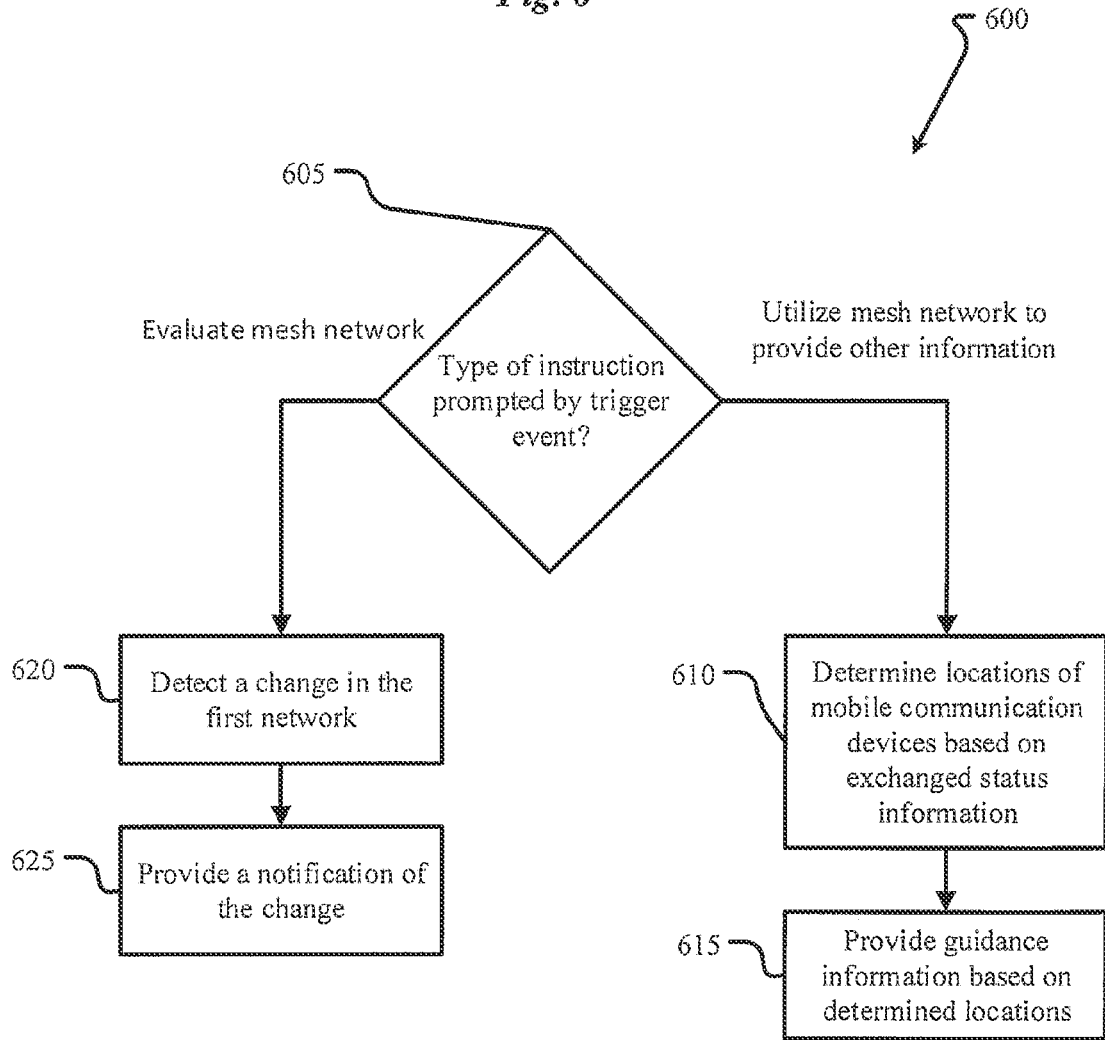 Fig. 6
600
605
Evaluate mesh network
Utilize mesh network to
provide other information
Type of instruction
prompted by trigger
event?
620
Detect a change in the
first network
610
Determine locations of
mobile communication
devices based on
exchanged status
information
625
Provide a notification of
the change
615
Provide guidance
information based on
determined locations